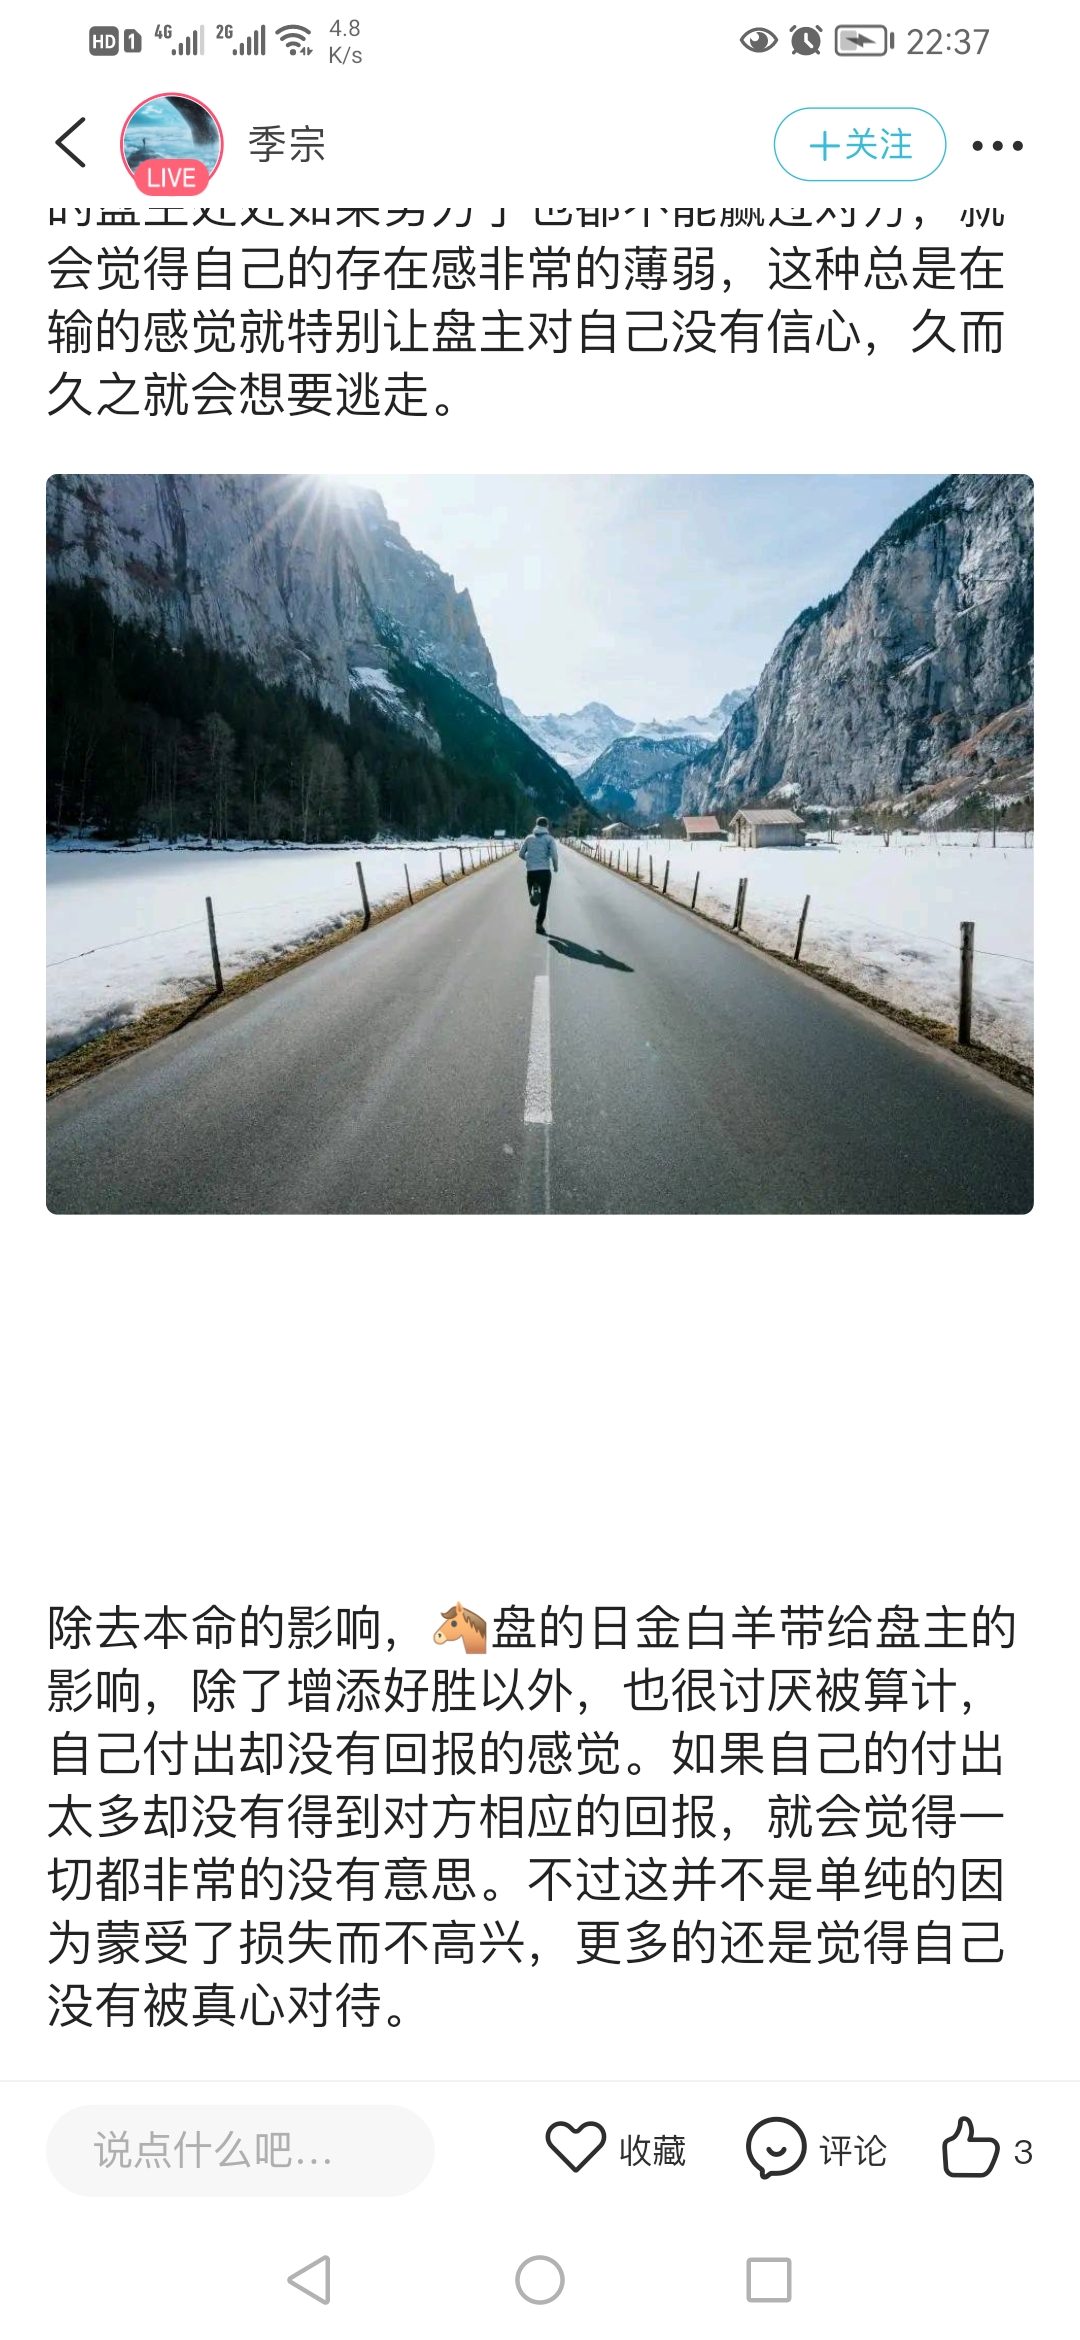 HD 1 4G 2G 4.8 K/s 22:37
季宗
LIVE
+关注
会觉得自己的存在感非常的薄弱，这种总是在
输的感觉就特别让盘主对自己没有信心，久而
久之就会想要逃走。
除去本命的影响，🐴盘的日金白羊带给盘主的
影响，除了增添好胜以外，也很讨厌被算计，
自己付出却没有回报的感觉。如果自己的付出
太多却没有得到对方相应的回报，就会觉得一
切都非常的没有意思。不过这并不是单纯的因
为蒙受了损失而不高兴，更多的还是觉得自己
没有被真心对待。
说点什么吧...
收藏
评论
3